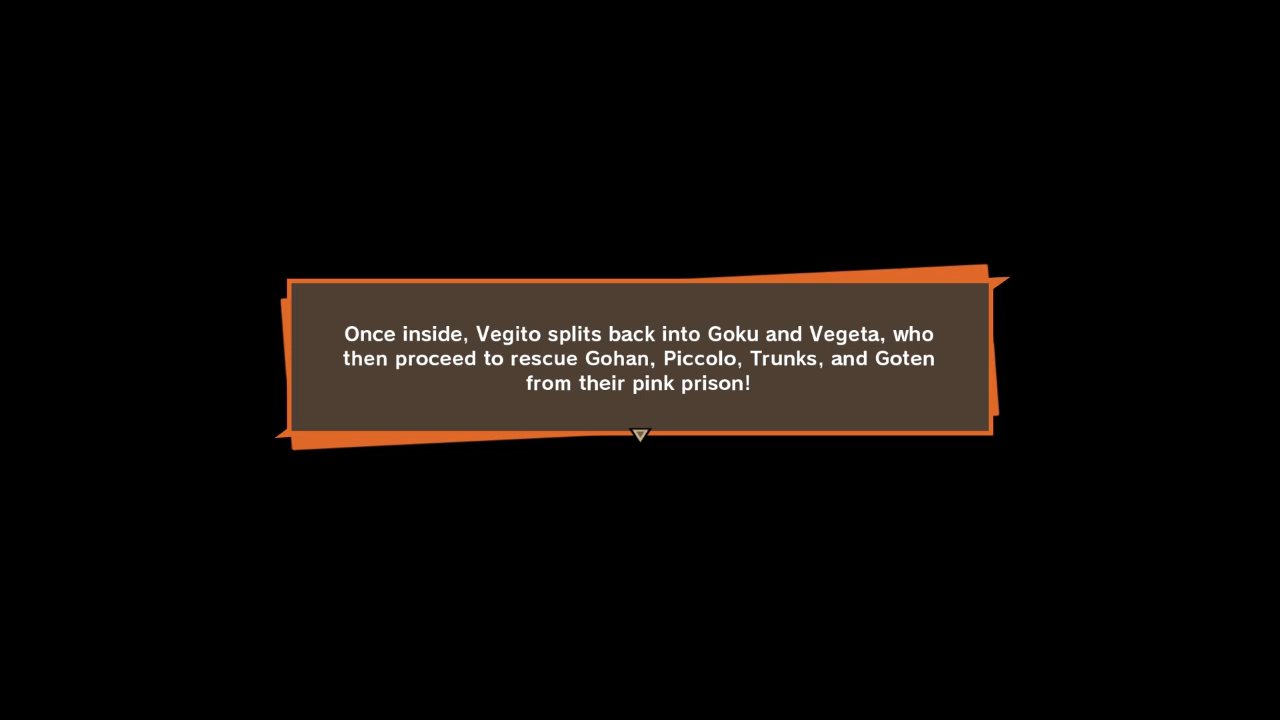 Once inside, Vegito splits back into Goku and Vegeta, who
then proceed to rescue Gohan, Piccolo, Trunks, and Goten
from their pink prison!